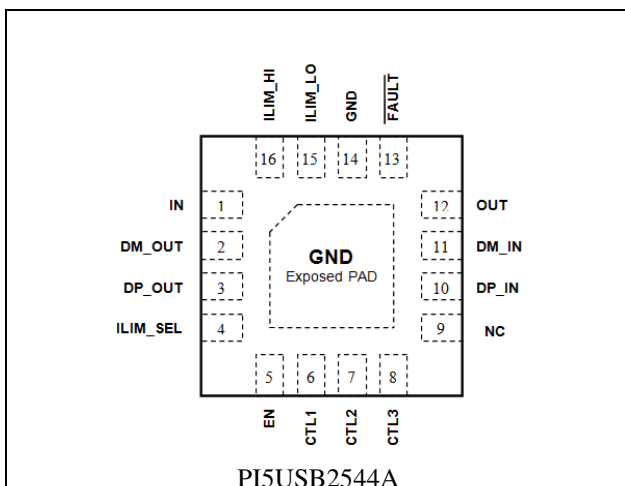 ILIM_HI
ILIM_LO
GND
FAULT
16 15 14 13
IN 1 12 OUT
DM_OUT 2 11 DM_IN
DP_OUT 3 10 DP_IN
ILIM_SEL 4 9 NC
GND
Exposed PAD
5 6 7 8
EN
CTL1
CTL2
CTL3
PI5USB2544A